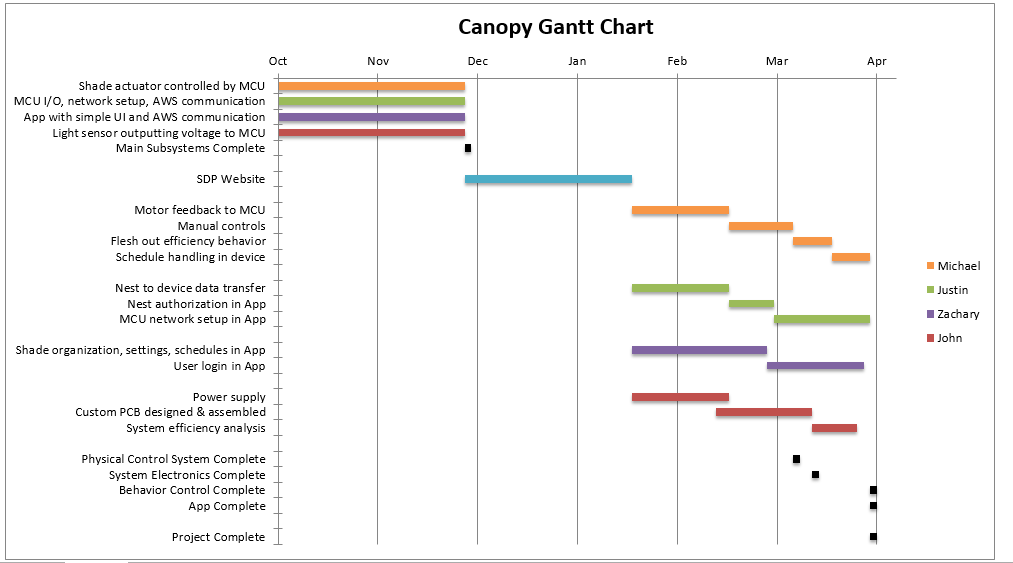 Canopy Gantt Chart
Oct Nov Dec Jan Feb Mar Apr
Shade actuator controlled by MCU
MCU I/O, network setup, AWS communication
App with simple UI and AWS communication
Light sensor outputting voltage to MCU
Main Subsystems Complete
SDP Website
Motor feedback to MCU
Manual controls
Flesh out efficiency behavior
Schedule handling in device
Nest to device data transfer
Nest authorization in App
MCU network setup in App
Shade organization, settings, schedules in App
User login in App
Power supply
Custom PCB designed & assembled
System efficiency analysis
Physical Control System Complete
System Electronics Complete
Behavior Control Complete
App Complete
Project Complete
Michael
Justin
Zachary
John